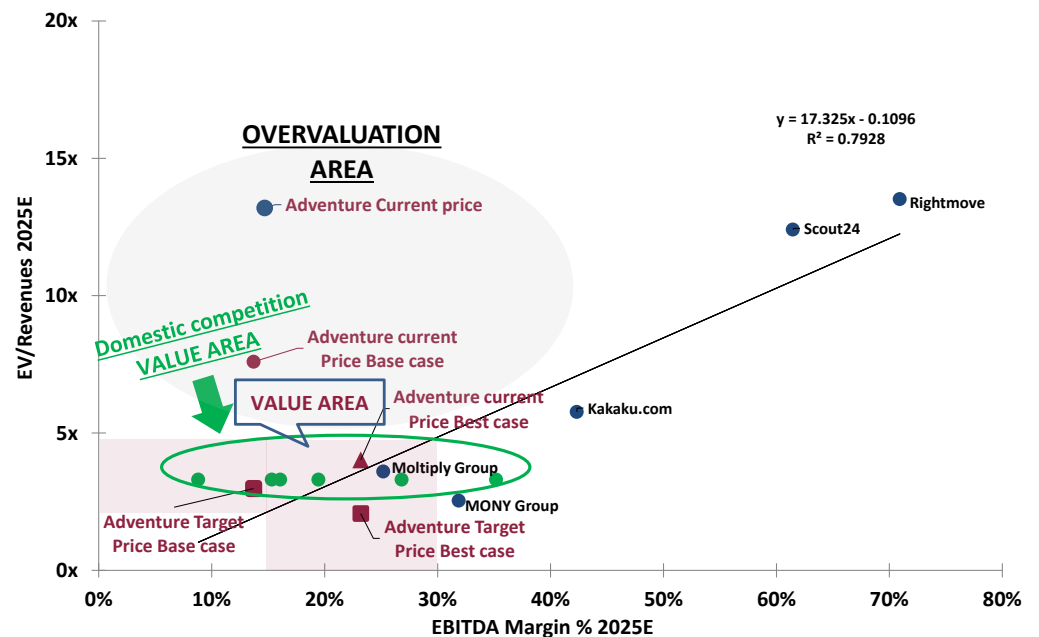 20x
15x
10x
5x
0x
EV/Revenues 2025E
OVERVALUATION
AREA
y = 17.325x - 0.1096
R² = 0.7928
Adventure Current price
Rightmove
Scout24
Domestic competition
VALUE AREA
Adventure current
Price Base case
VALUE AREA
Adventure current
Price Best case
Kakaku.com
Moltiply Group
MONY Group
Adventure Target
Price Base case
Adventure Target
Price Best case
0%
10%
20%
30%
40%
50%
60%
70%
80%
EBITDA Margin % 2025E